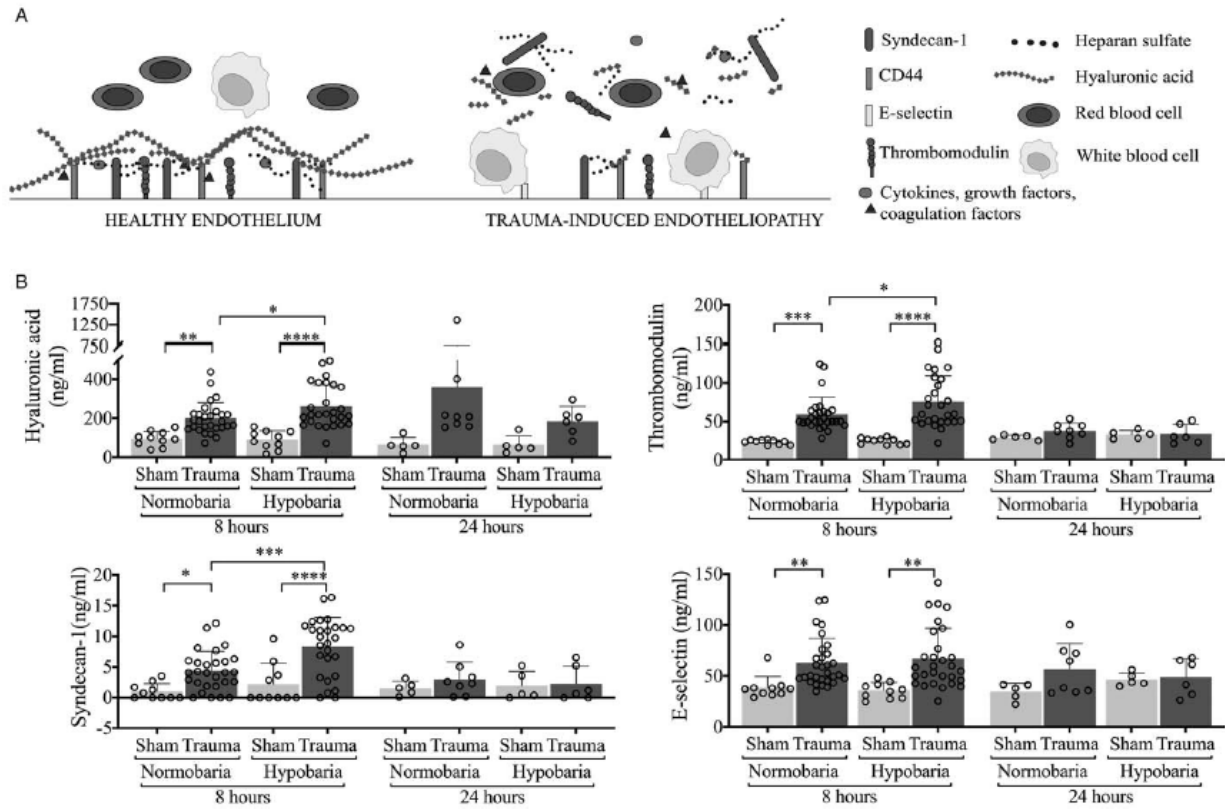 A
Syndecan-1
CD44
E-selectin
Thrombomodulin
Cytokines, growth factors,
coagulation factors
Heparan sulfate
Hyaluronic acid
Red blood cell
White blood cell
HEALTHY ENDOTHELIUM
TRAUMA-INDUCED ENDOTHELIOPATHY
B
Hyaluronic acid
(ng/ml)
1750
1250
750
400
200
0
**
*
****
Sham Trauma Sham Trauma Sham Trauma Sham Trauma
Normobaria Hypobaria Normobaria Hypobaria
8 hours 24 hours
Thrombomodulin
(ng/ml)
200
150
100
50
0
***
*
****
Sham Trauma Sham Trauma Sham Trauma Sham Trauma
Normobaria Hypobaria Normobaria Hypobaria
8 hours 24 hours
Syndecan-1(ng/ml)
20
15
10
5
0
-5
*
***
****
Sham Trauma Sham Trauma Sham Trauma Sham Trauma
Normobaria Hypobaria Normobaria Hypobaria
8 hours 24 hours
E-selectin (ng/ml)
150
100
50
0
**
**
Sham Trauma Sham Trauma Sham Trauma Sham Trauma
Normobaria Hypobaria Normobaria Hypobaria
8 hours 24 hours